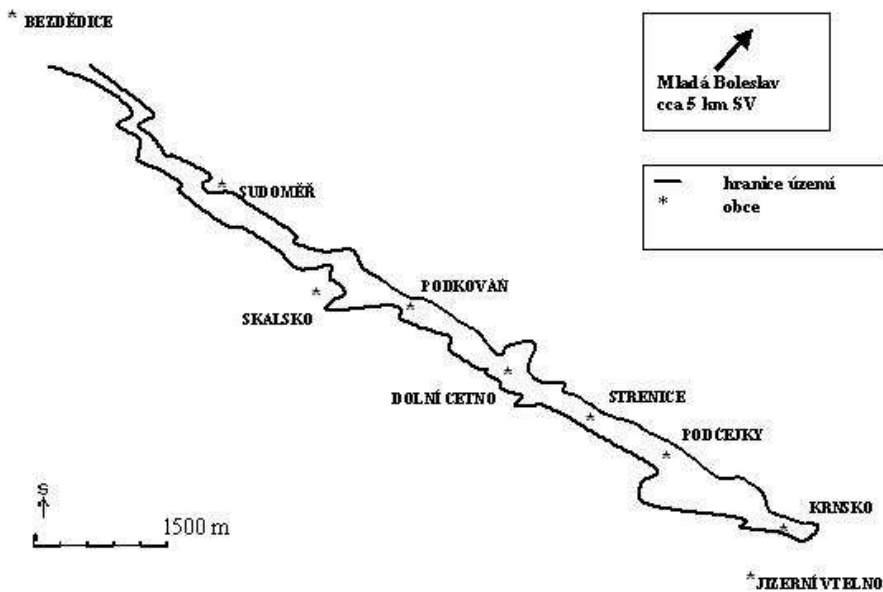 * BEZDĚDICE
Mladá Boleslav
cca 5 km SV
hranice území
* obce
* SUDOMĚŘ
* PODKOVÁŇ
* SKALSKO
* DOLNÍ CETNO
* STRENICE
* PODČEJKY
* KRNSKO
S
1500 m
* JIZERNÍ VTELNO